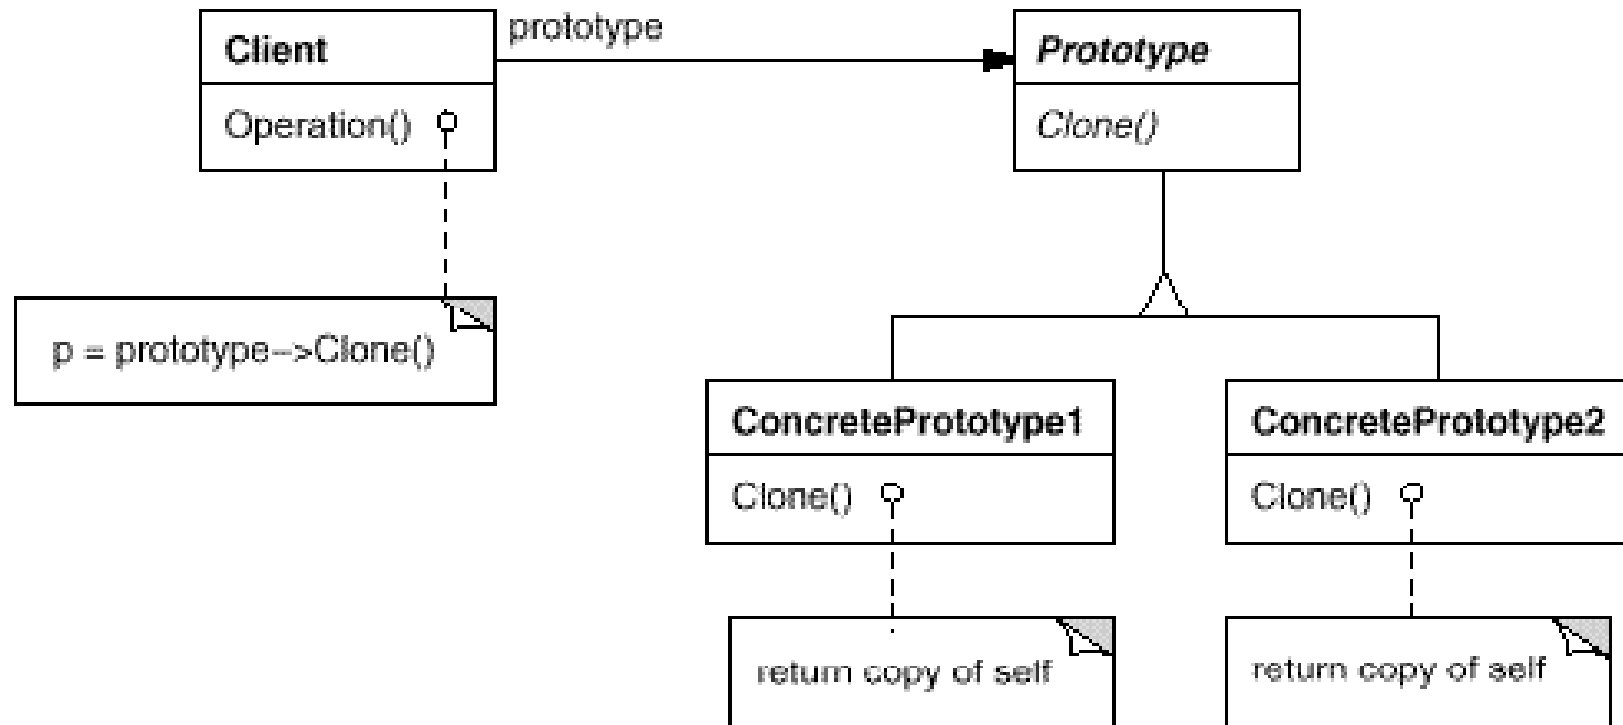 Client
prototype
Prototype
Operation()
Clone()
p = prototype–>Clone()
ConcretePrototype1
ConcretePrototype2
Clone()
Clone()
return copy of self
return copy of self